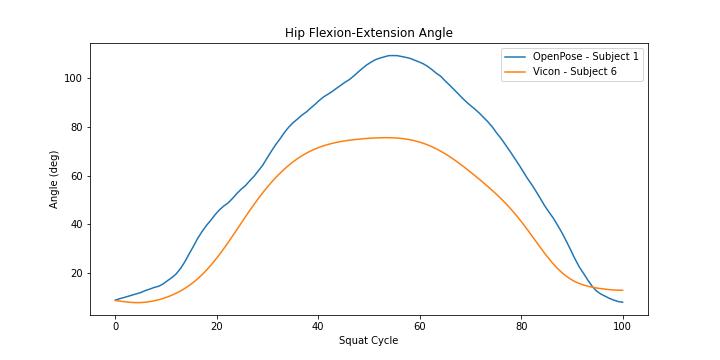 Hip Flexion-Extension Angle
OpenPose - Subject 1
Vicon - Subject 6
100
80
60
40
20
Angle (deg)
0 20 40 60 80 100
Squat Cycle